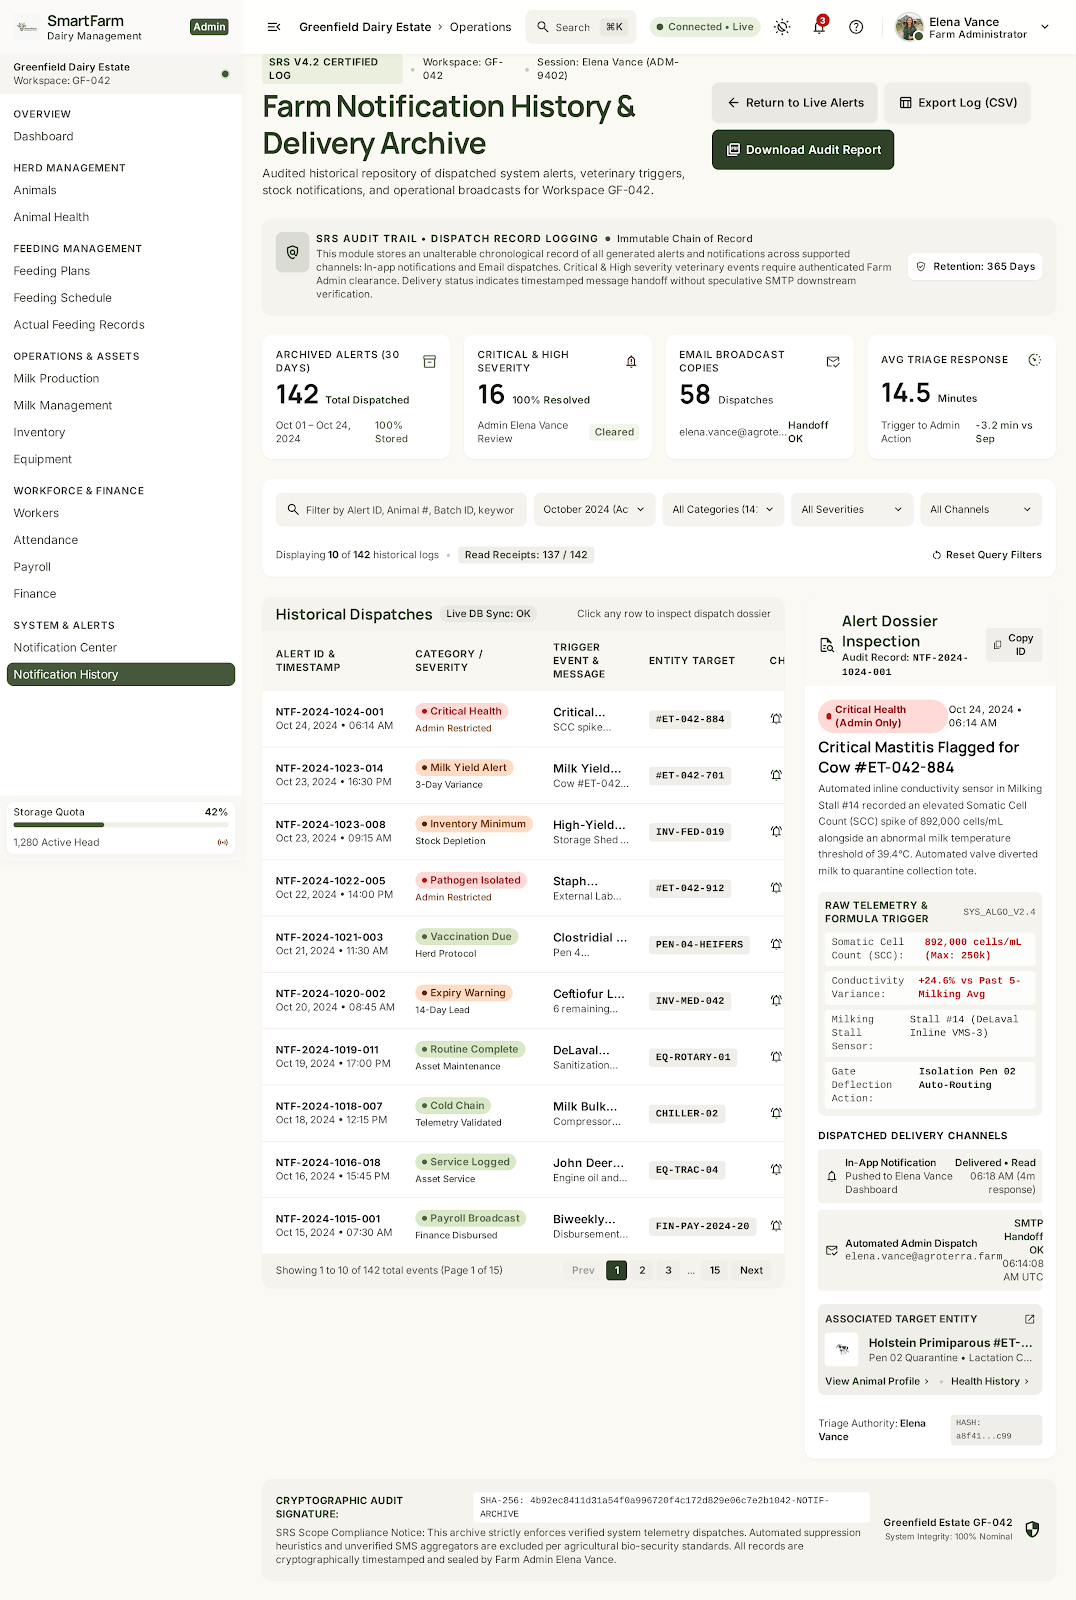 SmartFarm
Dairy Management
Admin
Greenfield Dairy Estate
Workspace: GF-042
OVERVIEW
Dashboard
HERD MANAGEMENT
Animals
Animal Health
FEEDING MANAGEMENT
Feeding Plans
Feeding Schedule
Actual Feeding Records
OPERATIONS & ASSETS
Milk Production
Milk Management
Inventory
Equipment
WORKFORCE & FINANCE
Workers
Attendance
Payroll
Finance
SYSTEM & ALERTS
Notification Center
Notification History
Storage Quota 42%
1,280 Active Head
Greenfield Dairy Estate › Operations
Search ⌘K
Connected • Live
3
Elena Vance
Farm Administrator
SRS V4.2 CERTIFIED
LOG
• Workspace: GF-
042
• Session: Elena Vance (ADM-
9402)
Farm Notification History &
Delivery Archive
Audited historical repository of dispatched system alerts, veterinary triggers,
stock notifications, and operational broadcasts for Workspace GF-042.
Return to Live Alerts
Export Log (CSV)
Download Audit Report
SRS AUDIT TRAIL • DISPATCH RECORD LOGGING • Immutable Chain of Record
This module stores an unalterable chronological record of all generated alerts and notifications across supported
channels: In-app notifications and Email dispatches. Critical & High severity veterinary events require authenticated Farm
Admin clearance. Delivery status indicates timestamped message handoff without speculative SMTP downstream
verification.
Retention: 365 Days
ARCHIVED ALERTS (30
DAYS)
142 Total Dispatched
Oct 01 – Oct 24,
2024
100%
Stored
CRITICAL & HIGH
SEVERITY
16 100% Resolved
Admin Elena Vance
Review
Cleared
EMAIL BROADCAST
COPIES
58 Dispatches
elena.vance@agrote...
Handoff
OK
AVG TRIAGE RESPONSE
14.5 Minutes
Trigger to Admin
Action
-3.2 min vs
Sep
Filter by Alert ID, Animal #, Batch ID, keywor
October 2024 (Ac
All Categories (14
All Severities
All Channels
Displaying 10 of 142 historical logs • Read Receipts: 137 / 142
Reset Query Filters
Historical Dispatches Live DB Sync: OK Click any row to inspect dispatch dossier
ALERT ID &
TIMESTAMP
CATEGORY /
SEVERITY
TRIGGER
EVENT &
MESSAGE
ENTITY TARGET
CH
NTF-2024-1024-001 • Critical Health Critical... #ET-042-884
Oct 24, 2024 • 06:14 AM Admin Restricted SCC spike...
NTF-2024-1023-014 • Milk Yield Alert Milk Yield... #ET-042-701
Oct 23, 2024 • 16:30 PM 3-Day Variance Cow #ET-042...
NTF-2024-1023-008 • Inventory Minimum High-Yield... INV-FED-019
Oct 23, 2024 • 09:15 AM Stock Depletion Storage Shed ...
NTF-2024-1022-005 • Pathogen Isolated Staph... #ET-042-912
Oct 22, 2024 • 14:00 PM Admin Restricted External Lab...
NTF-2024-1021-003 • Vaccination Due Clostridial ... PEN-04-HEIFERS
Oct 21, 2024 • 11:30 AM Herd Protocol Pen 4...
NTF-2024-1020-002 • Expiry Warning Ceftiofur L... INV-MED-042
Oct 20, 2024 • 08:45 AM 14-Day Lead 6 remaining...
NTF-2024-1019-011 • Routine Complete DeLaval... EQ-ROTARY-01
Oct 19, 2024 • 17:00 PM Asset Maintenance Sanitization...
NTF-2024-1018-007 • Cold Chain Milk Bulk... CHILLER-02
Oct 18, 2024 • 12:15 PM Telemetry Validated Compressor...
NTF-2024-1016-018 • Service Logged John Deer... EQ-TRAC-04
Oct 16, 2024 • 15:45 PM Asset Service Engine oil and...
NTF-2024-1015-001 • Payroll Broadcast Biweekly... FIN-PAY-2024-20
Oct 15, 2024 • 07:30 AM Finance Disbursed Disbursement...
Showing 1 to 10 of 142 total events (Page 1 of 15) Prev 1 2 3 ... 15 Next
Alert Dossier
Inspection
Audit Record: NTF-2024-
1024-001
Copy
ID
Critical Health
(Admin Only)
Oct 24, 2024 •
06:14 AM
Critical Mastitis Flagged for
Cow #ET-042-884
Automated inline conductivity sensor in Milking
Stall #14 recorded an elevated Somatic Cell
Count (SCC) spike of 892,000 cells/mL
alongside an abnormal milk temperature
threshold of 39.4°C. Automated valve diverted
milk to quarantine collection tote.
RAW TELEMETRY &
FORMULA TRIGGER
SYS_ALGO_V2.4
Somatic Cell
Count (SCC):
892,000 cells/mL
(Max: 250k)
Conductivity
Variance:
+24.6% vs Past 5-
Milking Avg
Milking
Stall
Sensor:
Stall #14 (DeLaval
Inline VMS-3)
Gate
Deflection
Action:
Isolation Pen 02
Auto-Routing
DISPATCHED DELIVERY CHANNELS
In-App Notification
Pushed to Elena Vance
Dashboard
Delivered • Read
06:18 AM (4m
response)
Automated Admin Dispatch
elena.vance@agroterra.farm
SMTP
Handoff
OK
06:14:08
AM UTC
ASSOCIATED TARGET ENTITY
Holstein Primiparous #ET-...
Pen 02 Quarantine • Lactation C...
View Animal Profile › • Health History ›
Triage Authority: Elena
Vance
HASH:
a8f41...c99
CRYPTOGRAPHIC AUDIT
SIGNATURE:
SHA-256: 4b92ec8411d31a54f0a996720f4c172d829e06c7e2b1042-NOTIF-
ARCHIVE
SRS Scope Compliance Notice: This archive strictly enforces verified system telemetry dispatches. Automated suppression
heuristics and unverified SMS aggregators are excluded per agricultural bio-security standards. All records are
cryptographically timestamped and sealed by Farm Admin Elena Vance.
Greenfield Estate GF-042
System Integrity: 100% Nominal